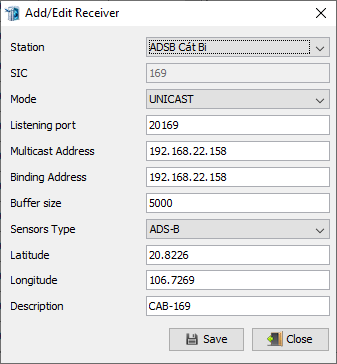 Add/Edit Receiver
Station ADSB Cát Bi
SIC 169
Mode UNICAST
Listening port 20169
Multicast Address 192.168.22.158
Binding Address 192.168.22.158
Buffer size 5000
Sensors Type ADS-B
Latitude 20.8226
Longitude 106.7269
Description CAB-169
Save Close